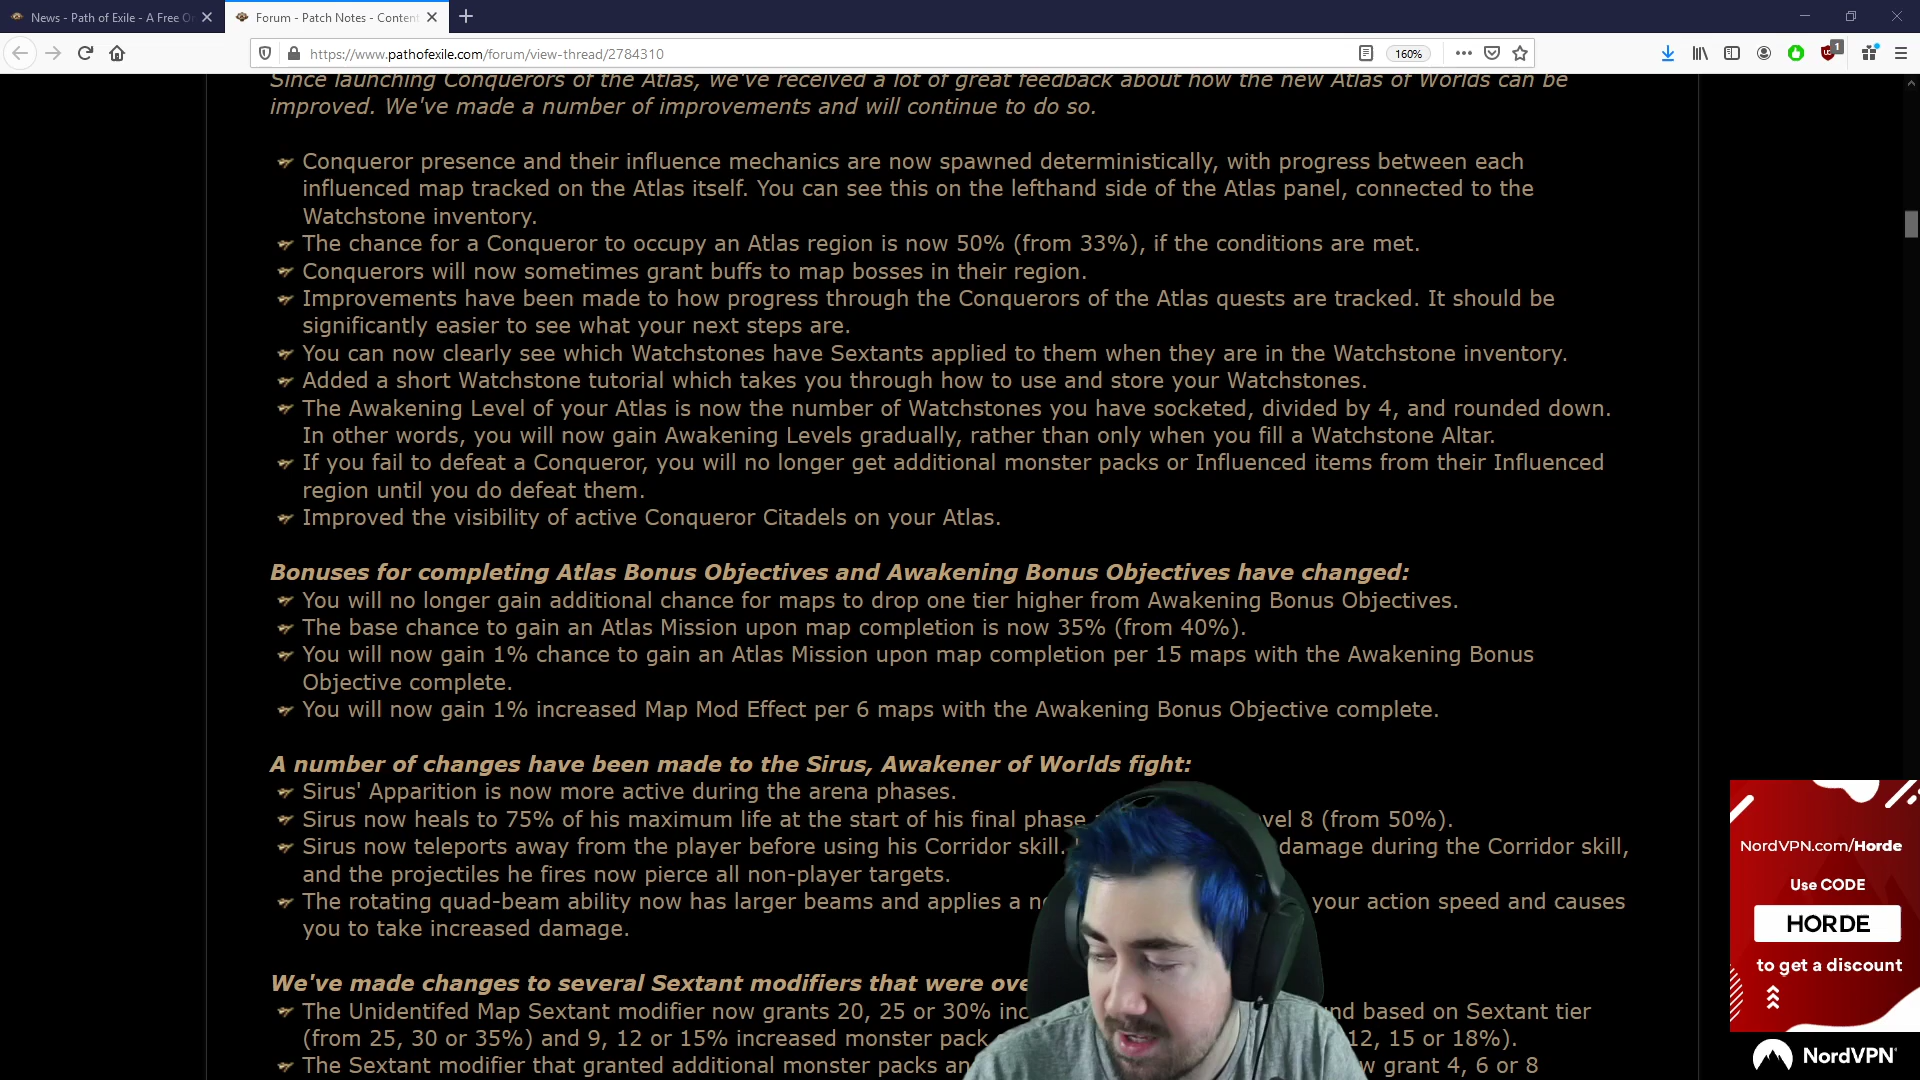 News - Path of Exile - A Free On
Forum - Patch Notes - Content
https://www.pathofexile.com/forum/view-thread/2784310
160%
1
Since launching Conquerors of the Atlas, we've received a lot of great feedback about how the new Atlas of Worlds can be
improved. We've made a number of improvements and will continue to do so.
Conqueror presence and their influence mechanics are now spawned deterministically, with progress between each
influenced map tracked on the Atlas itself. You can see this on the lefthand side of the Atlas panel, connected to the
Watchstone inventory.
The chance for a Conqueror to occupy an Atlas region is now 50% (from 33%), if the conditions are met.
Conquerors will now sometimes grant buffs to map bosses in their region.
Improvements have been made to how progress through the Conquerors of the Atlas quests are tracked. It should be
significantly easier to see what your next steps are.
You can now clearly see which Watchstones have Sextants applied to them when they are in the Watchstone inventory.
Added a short Watchstone tutorial which takes you through how to use and store your Watchstones.
The Awakening Level of your Atlas is now the number of Watchstones you have socketed, divided by 4, and rounded down.
In other words, you will now gain Awakening Levels gradually, rather than only when you fill a Watchstone Altar.
If you fail to defeat a Conqueror, you will no longer get additional monster packs or Influenced items from their Influenced
region until you do defeat them.
Improved the visibility of active Conqueror Citadels on your Atlas.
Bonuses for completing Atlas Bonus Objectives and Awakening Bonus Objectives have changed:
You will no longer gain additional chance for maps to drop one tier higher from Awakening Bonus Objectives.
The base chance to gain an Atlas Mission upon map completion is now 35% (from 40%).
You will now gain 1% chance to gain an Atlas Mission upon map completion per 15 maps with the Awakening Bonus
Objective complete.
You will now gain 1% increased Map Mod Effect per 6 maps with the Awakening Bonus Objective complete.
A number of changes have been made to the Sirus, Awakener of Worlds fight:
Sirus' Apparition is now more active during the arena phases.
Sirus now heals to 75% of his maximum life at the start of his final phase vel 8 (from 50%).
Sirus now teleports away from the player before using his Corridor skill. damage during the Corridor skill,
and the projectiles he fires now pierce all non-player targets.
The rotating quad-beam ability now has larger beams and applies a your action speed and causes
you to take increased damage.
We've made changes to several Sextant modifiers that were
The Unidentifed Map Sextant modifier now grants 20, 25 or 30% inc nd based on Sextant tier
(from 25, 30 or 35%) and 9, 12 or 15% increased monster pack 12, 15 or 18%).
The Sextant modifier that granted additional monster packs w grant 4, 6 or 8
NordVPN.com/Horde
Use CODE
HORDE
to get a discount
NordVPN